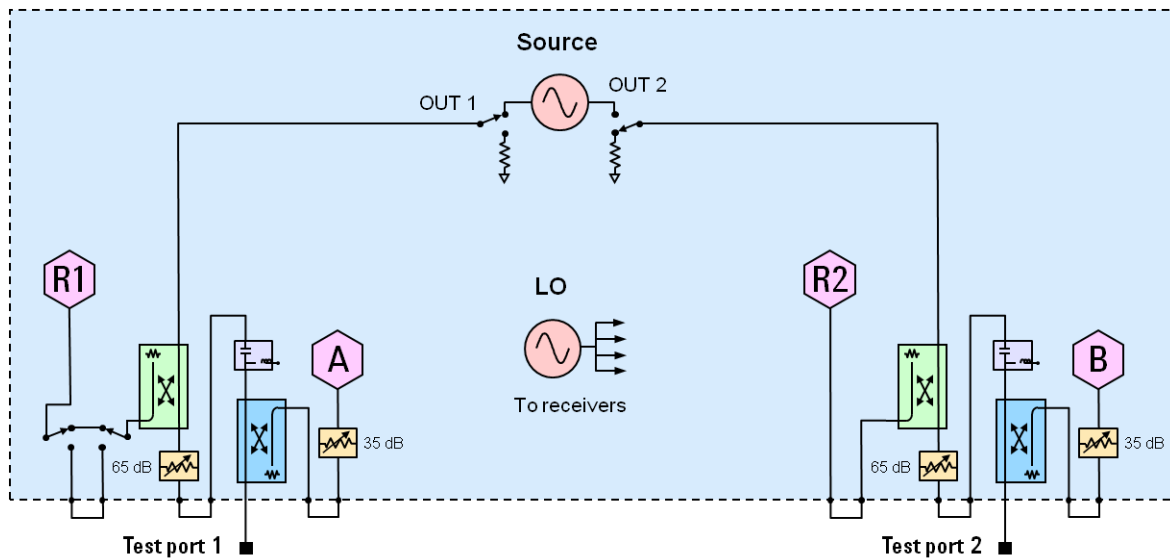 Source
OUT 1
OUT 2
R1
R2
LO
A
B
To receivers
35 dB
35 dB
65 dB
65 dB
Test port 1
Test port 2